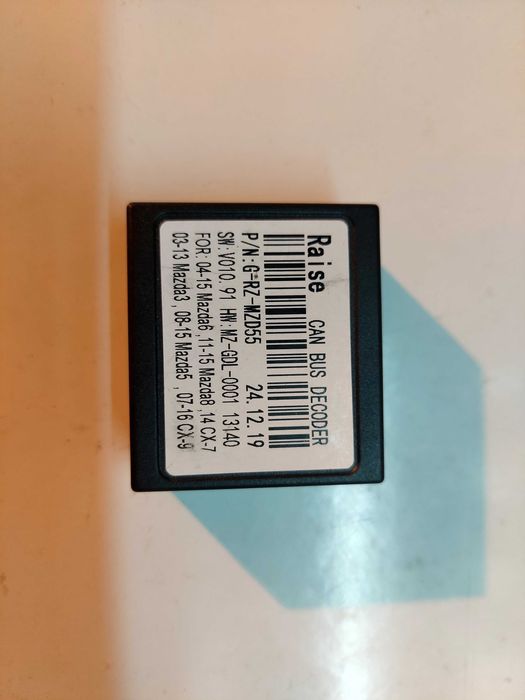 Raise CAN BUS DECODER
P/N:G-RZ-MZD55 24.12.19
SW:V010.91 HW:MZ-GDL-0001 13140
FOR: 04-15 Mazda6,11-15 Mazda8,14 CX-7
03-13 Mazda3 , 08-15 Mazda5 , 07-16 CX-9